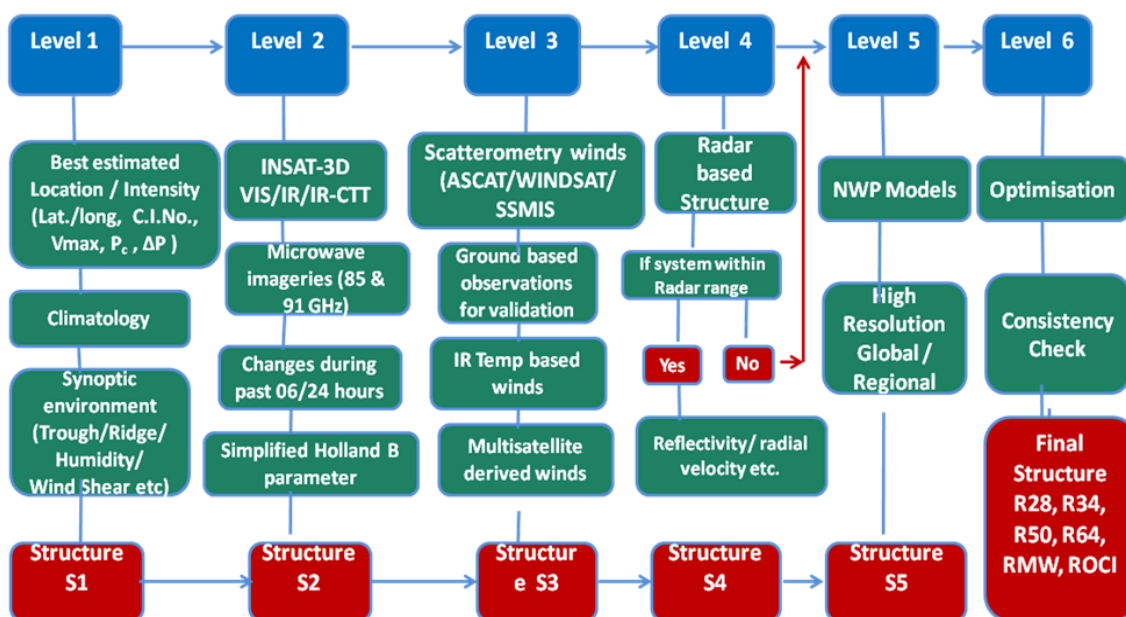 Level 1
Level 2
Level 3
Level 4
Level 5
Level 6
Best estimated
Location / Intensity
(Lat./long, C.I.No.,
Vmax, Pc , ΔP )
Climatology
Synoptic
environment
(Trough/Ridge/
Humidity/
Wind Shear etc)
Structure
S1
INSAT-3D
VIS/IR/IR-CTT
Microwave
imageries (85 &
91 GHz)
Changes during
past 06/24 hours
Simplified Holland B
parameter
Structure
S2
Scatterometry winds
(ASCAT/WINDSAT/
SSMIS
Ground based
observations
for validation
IR Temp based
winds
Multisatellite
derived winds
Structur
e S3
Radar
based
Structure
If system within
Radar range
Yes
No
Reflectivity/ radial
velocity etc.
Structure
S4
NWP Models
High
Resolution
Global /
Regional
Structure
S5
Optimisation
Consistency
Check
Final
Structure
R28, R34,
R50, R64,
RMW, ROCI